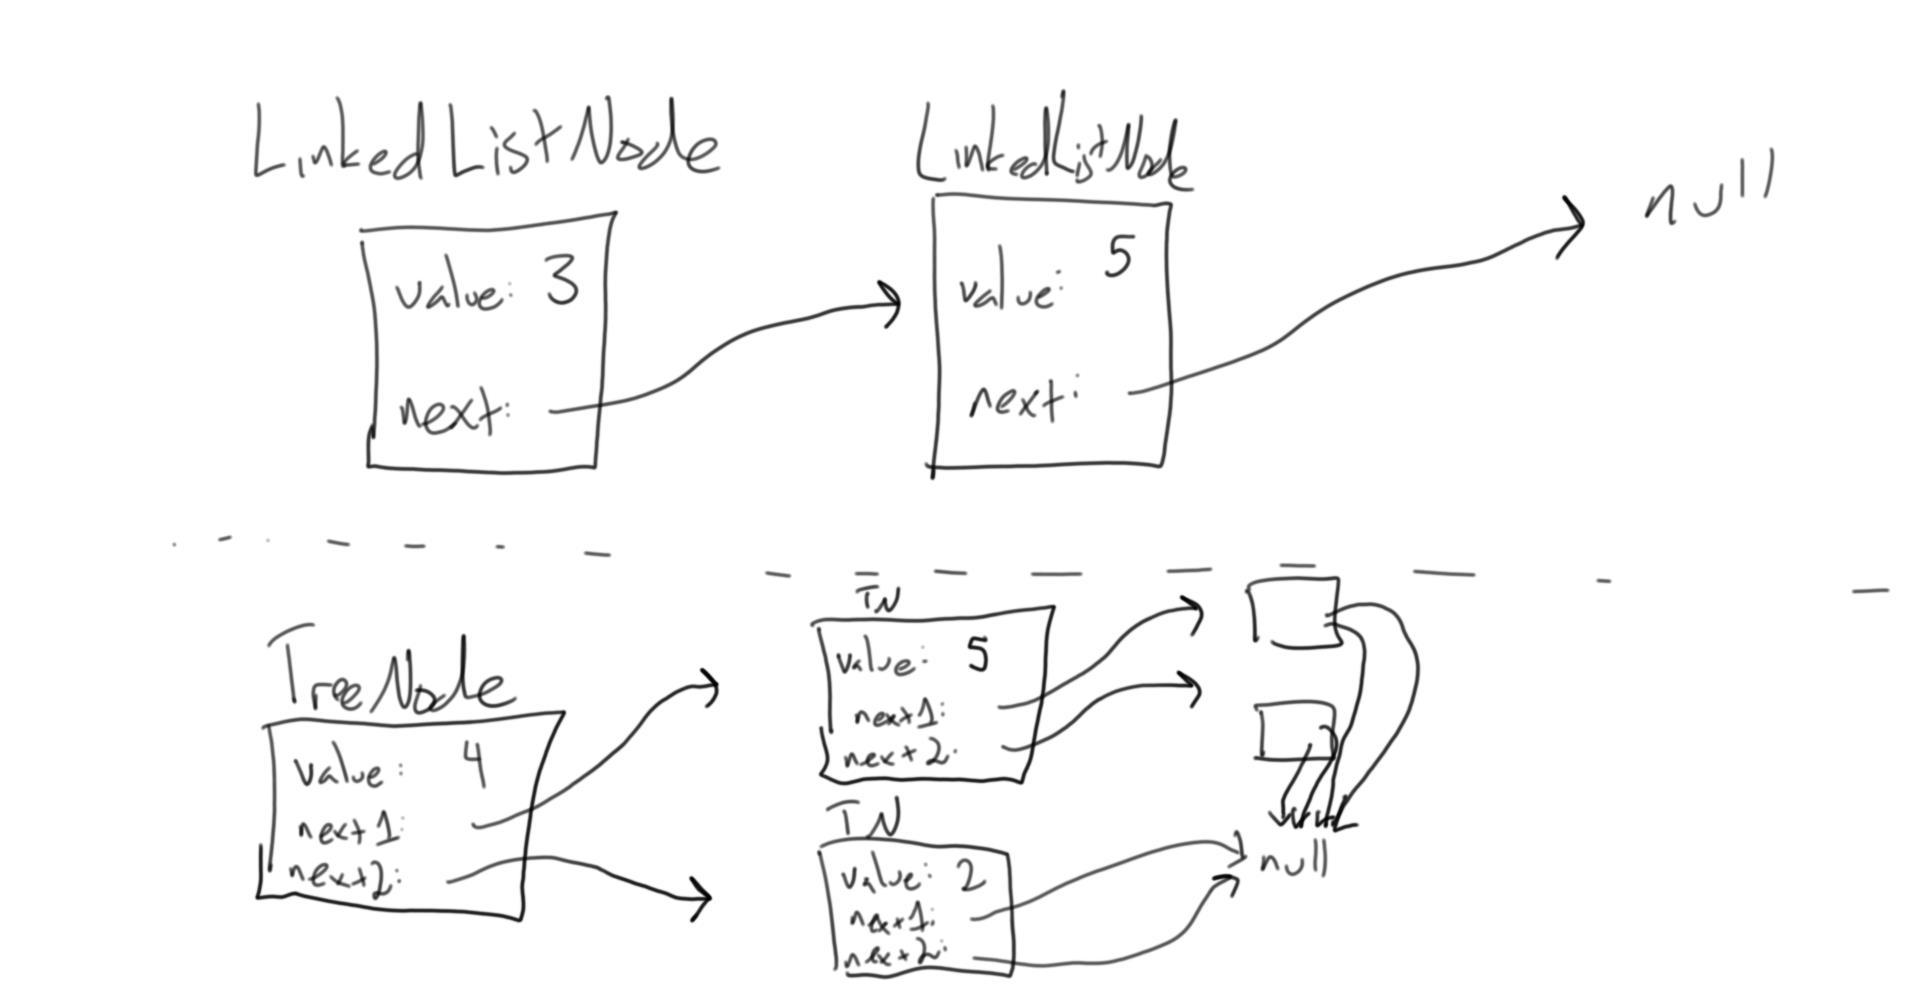 LinkedListNode
value: 3
next:
LinkedListNode
value: 5
next:
null
TreeNode
value: 4
next1:
next2:
TN
value: 5
next1:
next2:
TN
value: 2
next1:
next2:
null